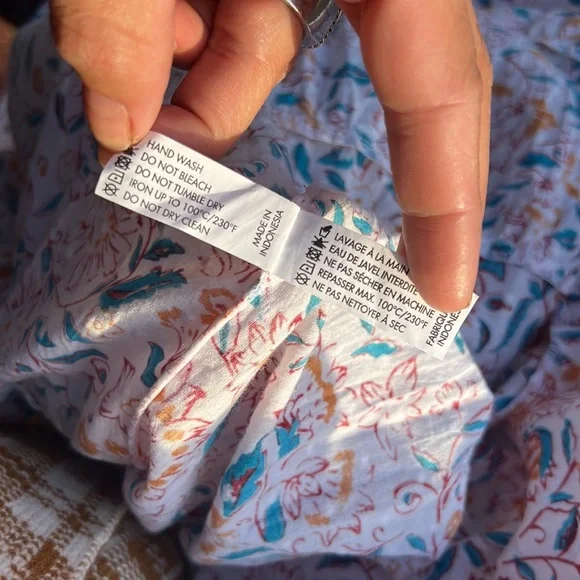 HAND WASH
DO NOT BLEACH
DO NOT TUMBLE DRY
IRON UP TO 100°C/230°F
DO NOT DRY CLEAN
MADE IN
INDONESIA
LAVAGE À LA MAIN
EAU DE JAVEL INTERDITE
NE PAS SÉCHER EN MACHINE
REPASSER MAX. 100°C/230°F
NE PAS NETTOYER À SEC